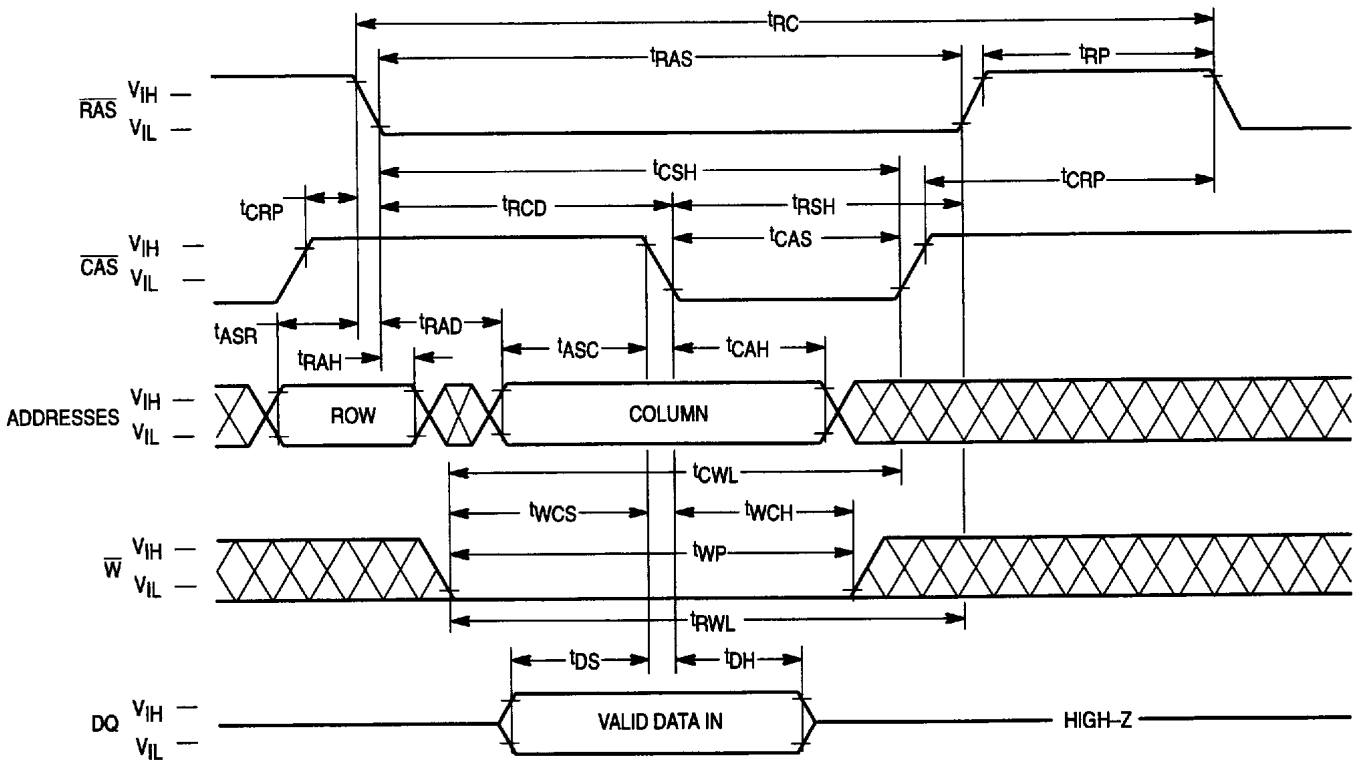 tRC
tRAS
tRP
RAS
VIH
VIL
tCSH
tCRP
tCRP
tRCD
tRSH
tCAS
CAS
VIH
VIL
tASR
tRAD
tRAH
tASC
tCAH
ADDRESSES
VIH
VIL
ROW
COLUMN
tCWL
tWCS
tWCH
W
VIH
VIL
tWP
tRWL
tDS
tDH
DQ
VIH
VIL
VALID DATA IN
HIGH–Z